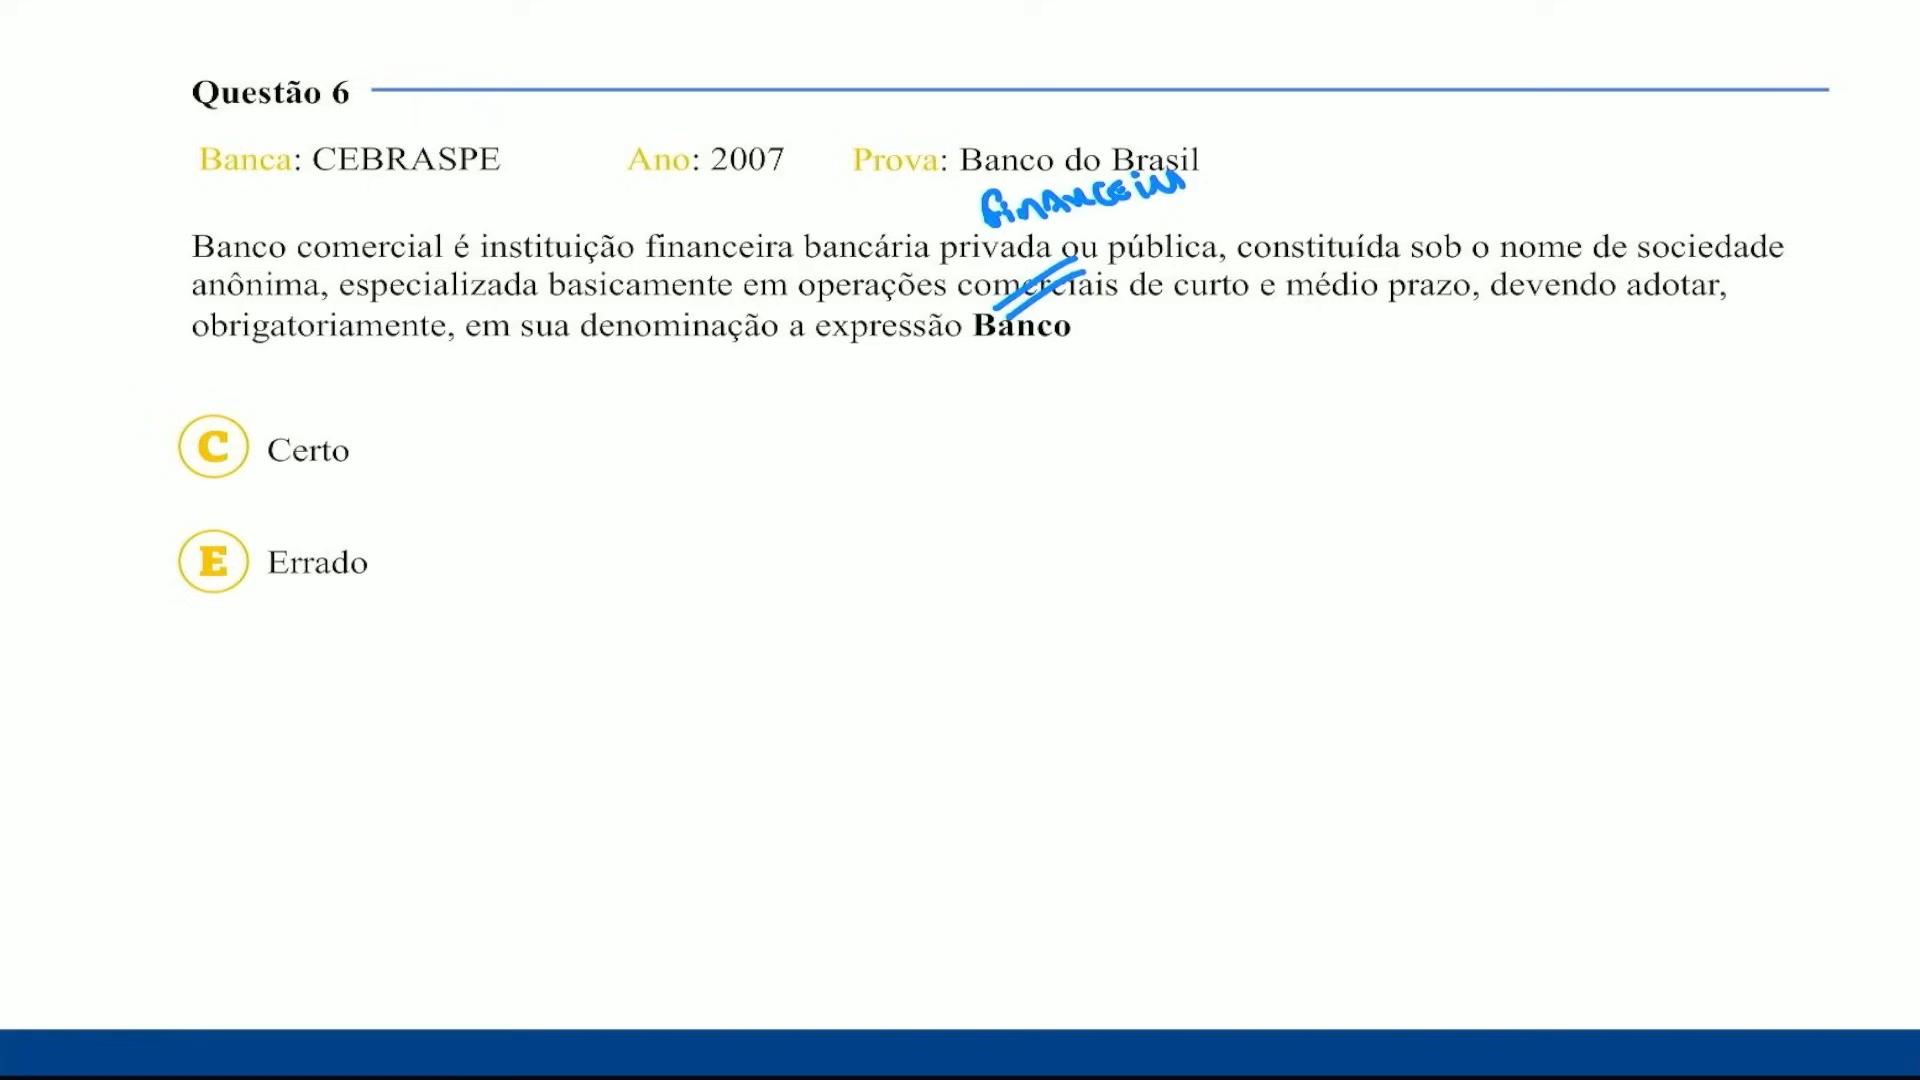 Questão 6
Banca: CEBRASPE Ano: 2007 Prova: Banco do Brasil
financeira
Banco comercial é instituição financeira bancária privada ou pública, constituída sob o nome de sociedade
anônima, especializada basicamente em operações comerciais de curto e médio prazo, devendo adotar,
obrigatoriamente, em sua denominação a expressão Banco
C Certo
E Errado